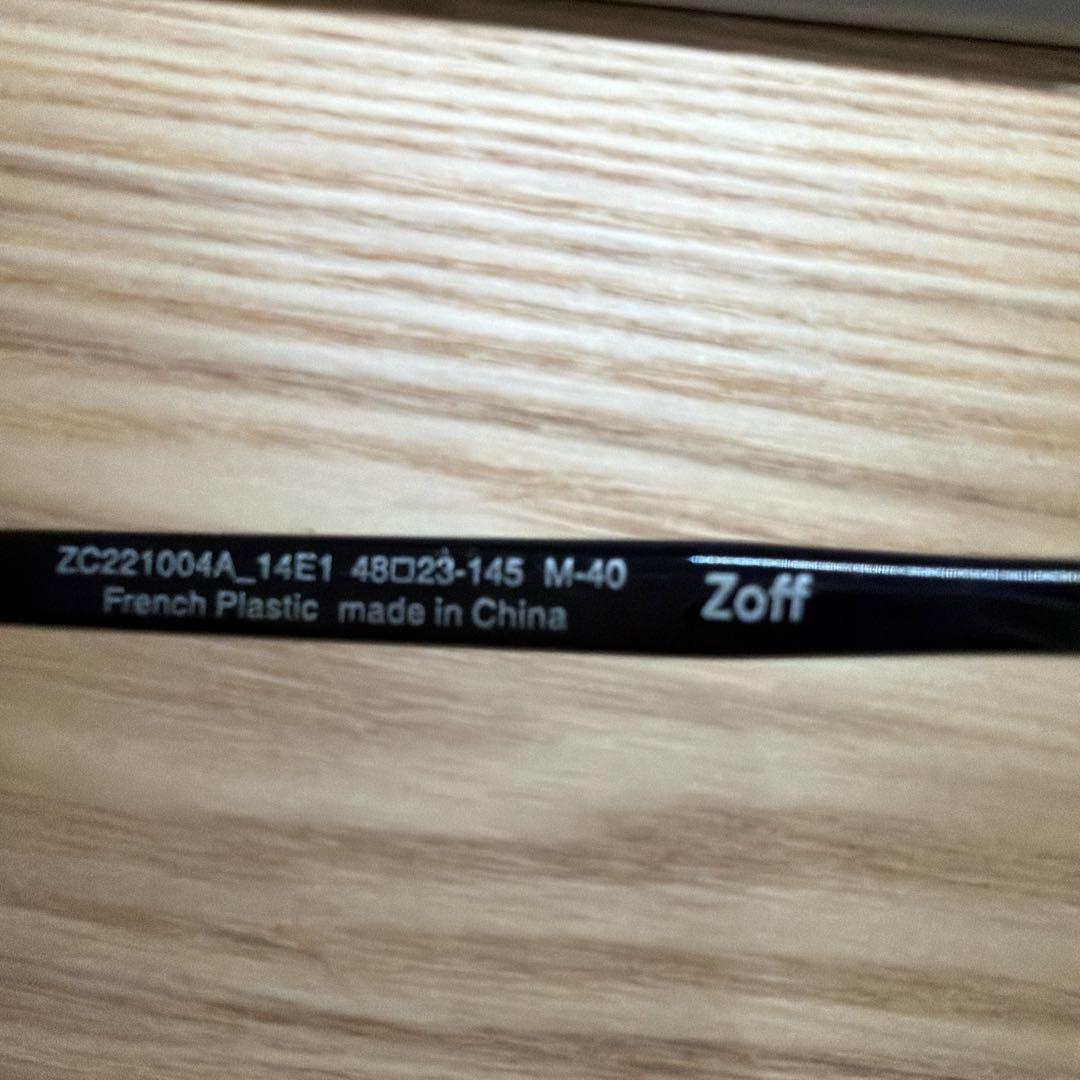 ZC221004A_14E1 48□23-145 M-40
French Plastic made in China
Zoff